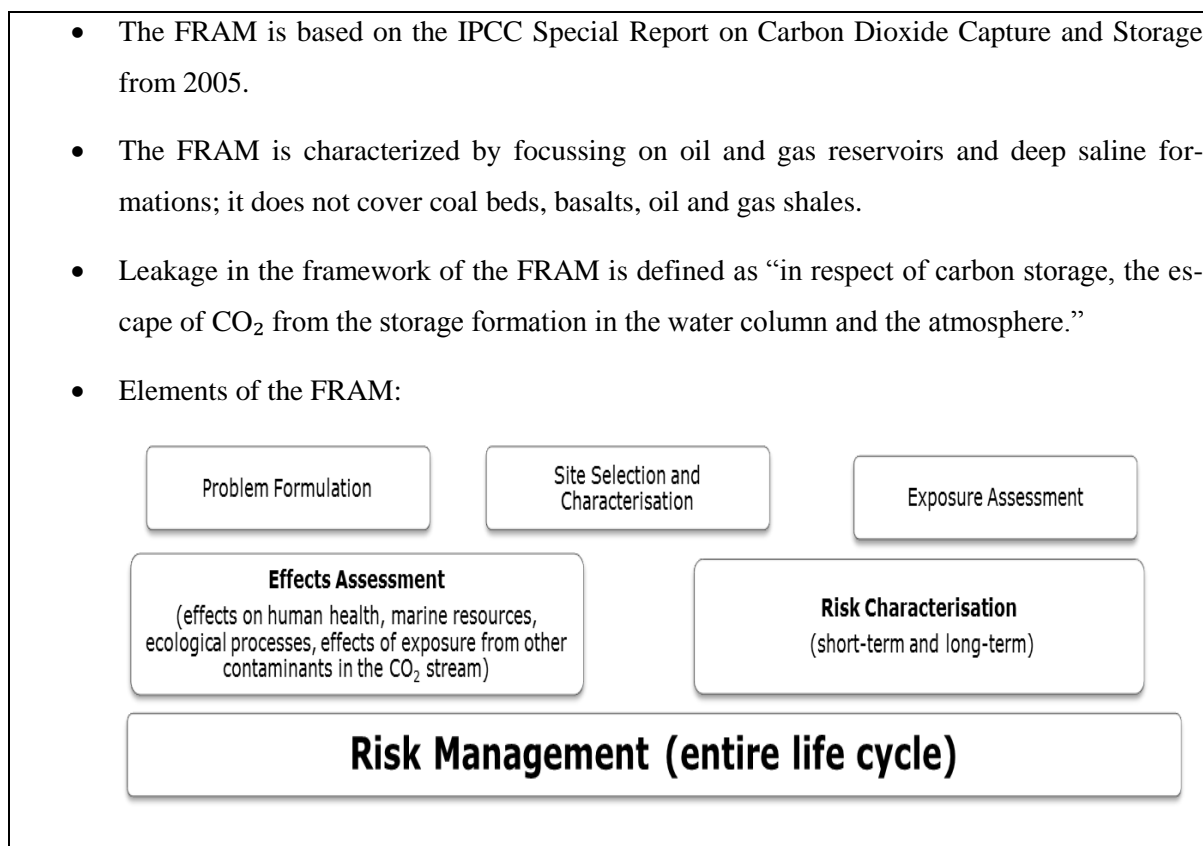 • The FRAM is based on the IPCC Special Report on Carbon Dioxide Capture and Storage
from 2005.
• The FRAM is characterized by focussing on oil and gas reservoirs and deep saline for-
mations; it does not cover coal beds, basalts, oil and gas shales.
• Leakage in the framework of the FRAM is defined as “in respect of carbon storage, the es-
cape of CO₂ from the storage formation in the water column and the atmosphere.”
• Elements of the FRAM:
Problem Formulation
Site Selection and
Characterisation
Exposure Assessment
Effects Assessment
(effects on human health, marine resources,
ecological processes, effects of exposure from other
contaminants in the CO₂ stream)
Risk Characterisation
(short-term and long-term)
Risk Management (entire life cycle)